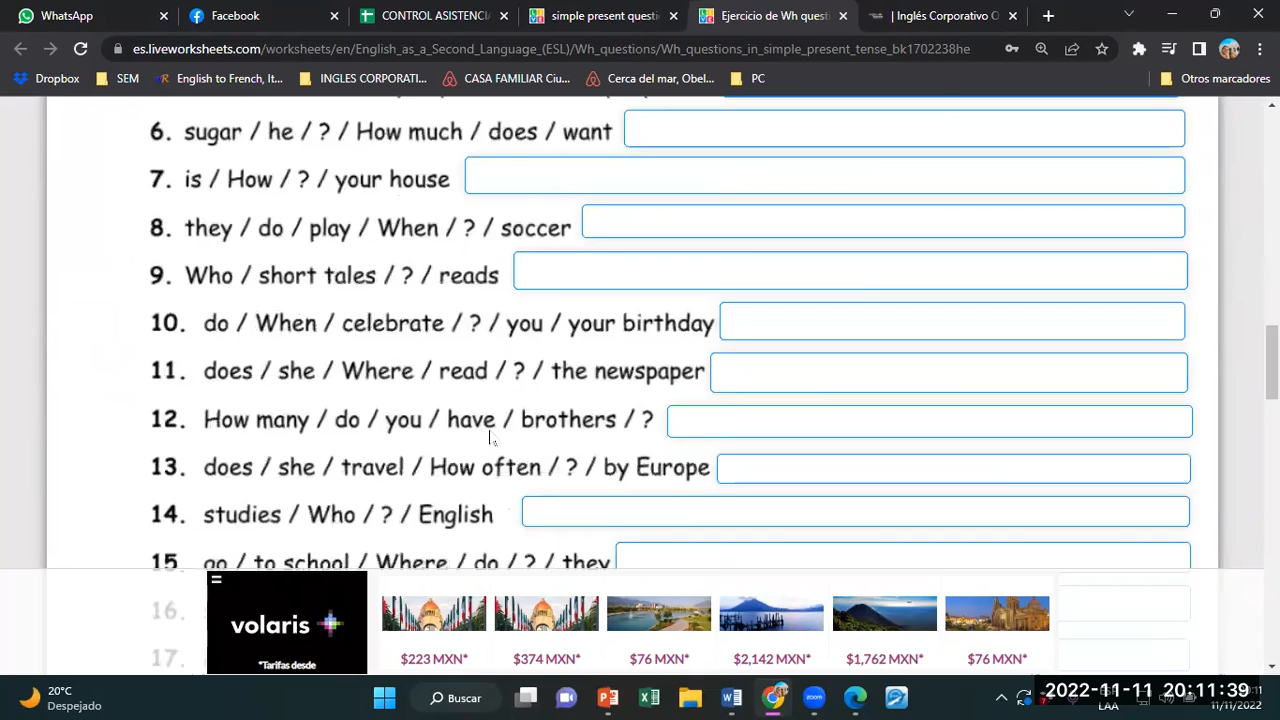 WhatsApp
Facebook
CONTROL ASISTENCI
simple present questi
Ejercicio de Wh quest
Inglés Corporativo O
es.liveworksheets.com/worksheets/en/English_as_a_Second_Language_(ESL)/Wh_questions/Wh_questions_in_simple_present_tense_bk1702238he
Dropbox
SEM
English to French, It...
INGLES CORPORATI...
CASA FAMILIAR Ciu...
Cerca del mar, Obel...
PC
Otros marcadores
6. sugar / he / ? / How much / does / want
7. is / How / ? / your house
8. they / do / play / When / ? / soccer
9. Who / short tales / ? / reads
10. do / When / celebrate / ? / you / your birthday
11. does / she / Where / read / ? / the newspaper
12. How many / do / you / have / brothers / ?
13. does / she / travel / How often / ? / by Europe
14. studies / Who / ? / English
15. go / to school / Where / do / ? / they
16.
17.
volaris
*Tarifas desde
$223 MXN*
$374 MXN*
$76 MXN*
$2,142 MXN*
$1,762 MXN*
$76 MXN*
20°C
Despejado
Buscar
LAA
2022-11-11 20:11:39
11/11/2022